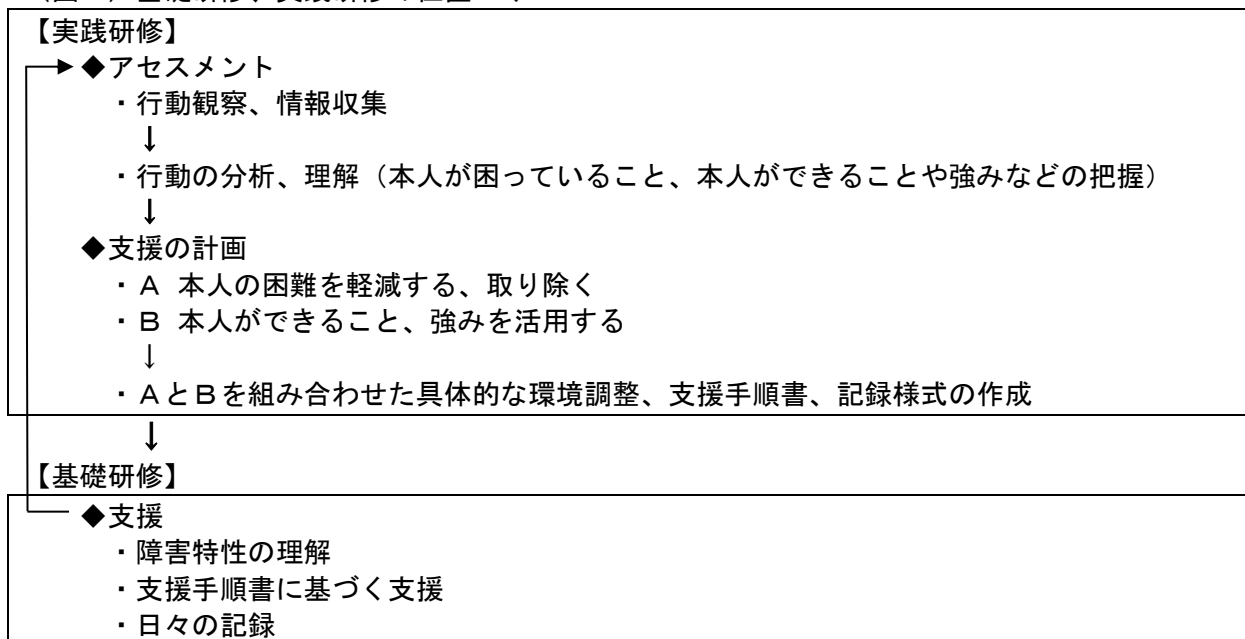 【実践研修】
◆アセスメント
・行動観察、情報収集
↓
・行動の分析、理解（本人が困っていること、本人ができることや強みなどの把握）
↓
◆支援の計画
・Ａ 本人の困難を軽減する、取り除く
・Ｂ 本人ができること、強みを活用する
↓
・ＡとＢを組み合わせた具体的な環境調整、支援手順書、記録様式の作成
↓
【基礎研修】
◆支援
・障害特性の理解
・支援手順書に基づく支援
・日々の記録